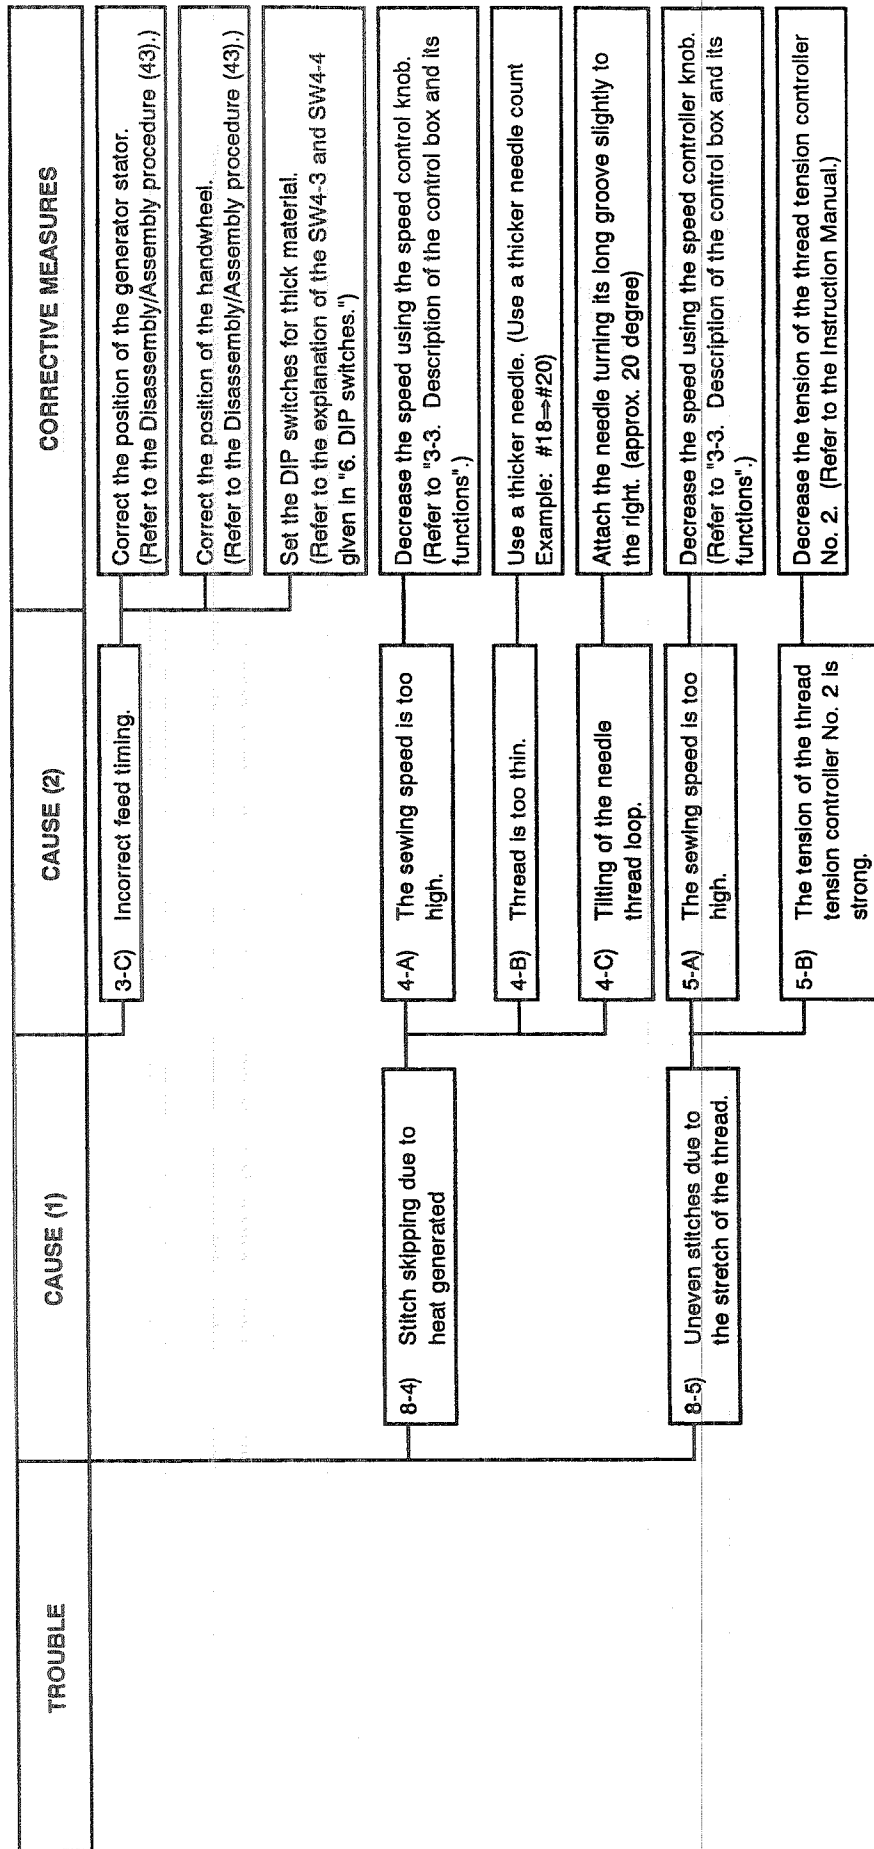 TROUBLE
CAUSE (1)
CAUSE (2)
CORRECTIVE MEASURES
3-C) Incorrect feed timing.
Correct the position of the generator stator.
(Refer to the Disassembly/Assembly procedure (43).)
Correct the position of the handwheel.
(Refer to the Disassembly/Assembly procedure (43).)
Set the DIP switches for thick material.
(Refer to the explanation of the SW4-3 and SW4-4
given in "6. DIP switches.")
8-4) Stitch skipping due to
heat generated
4-A) The sewing speed is too
high.
Decrease the speed using the speed control knob.
(Refer to "3-3. Description of the control box and its
functions".)
4-B) Thread is too thin.
Use a thicker needle. (Use a thicker needle count
Example: #18⇒#20)
4-C) Tilting of the needle
thread loop.
Attach the needle turning its long groove slightly to
the right. (approx. 20 degree)
8-5) Uneven stitches due to
the stretch of the thread.
5-A) The sewing speed is too
high.
Decrease the speed using the speed controller knob.
(Refer to "3-3. Description of the control box and its
functions".)
5-B) The tension of the thread
tension controller No. 2 is
strong.
Decrease the tension of the thread tension controller
No. 2. (Refer to the Instruction Manual.)